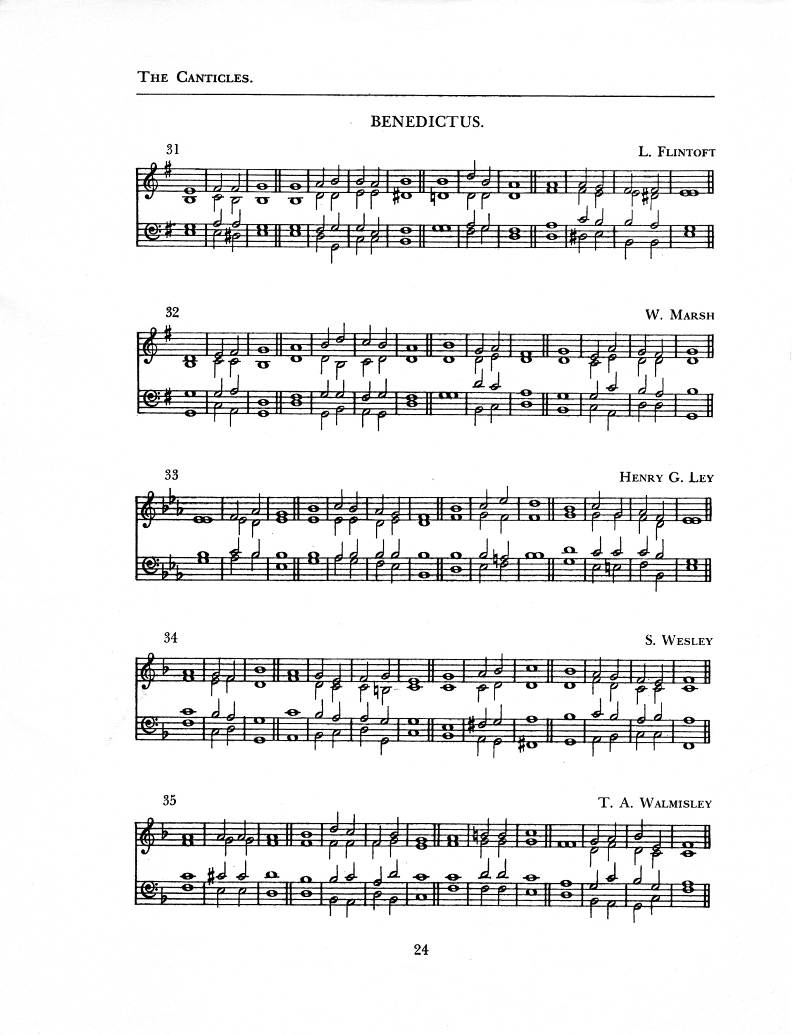 THE CANTICLES.
BENEDICTUS.
31 L. FLINTOFT
32 W. MARSH
33 HENRY G. LEY
34 S. WESLEY
35 T. A. WALMISLEY
24